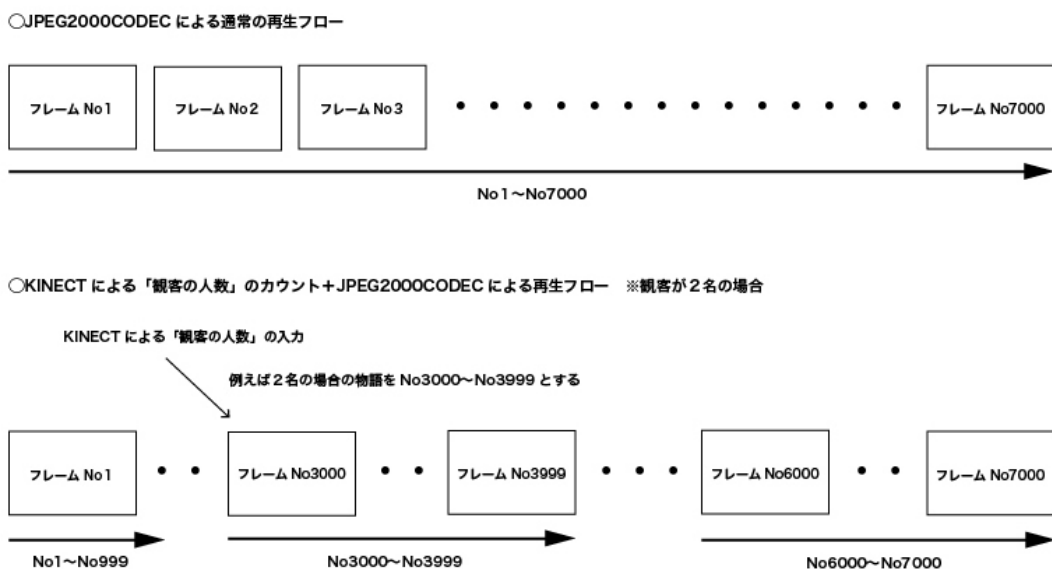 ○JPEG2000CODEC による通常の再生フロー
フレーム No1
フレーム No2
フレーム No3
フレーム No7000
No1〜No7000
○KINECT による「観客の人数」のカウント＋JPEG2000CODEC による再生フロー　※観客が２名の場合
KINECT による「観客の人数」の入力
例えば２名の場合の物語を No3000〜No3999 とする
フレーム No1
フレーム No3000
フレーム No3999
フレーム No6000
フレーム No7000
No1〜No999
No3000〜No3999
No6000〜No7000